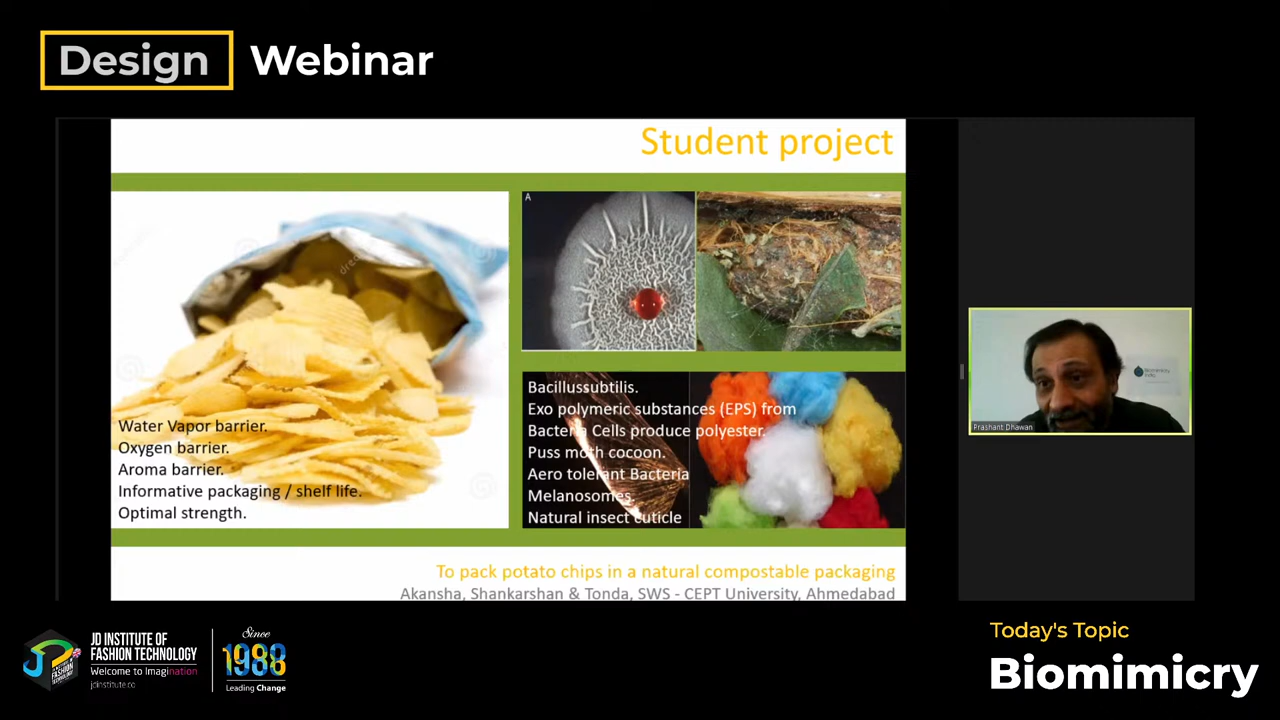 Design Webinar
Student project
A
Water Vapor barrier.
Oxygen barrier.
Aroma barrier.
Informative packaging / shelf life.
Optimal strength.
Bacillussubtilis.
Exo polymeric substances (EPS) from
Bacteria Cells produce polyester.
Puss moth cocoon.
Aero tolerant Bacteria
Melanosomes.
Natural insect cuticle
To pack potato chips in a natural compostable packaging
Akansha, Shankarshan & Tonda, SWS - CEPT University, Ahmedabad
Biomimicry
India
Prashant Dhawan
JD INSTITUTE OF
FASHION TECHNOLOGY
Welcome to Imagination
jdinstitute.co
Since
1988
Leading Change
Today's Topic
Biomimicry